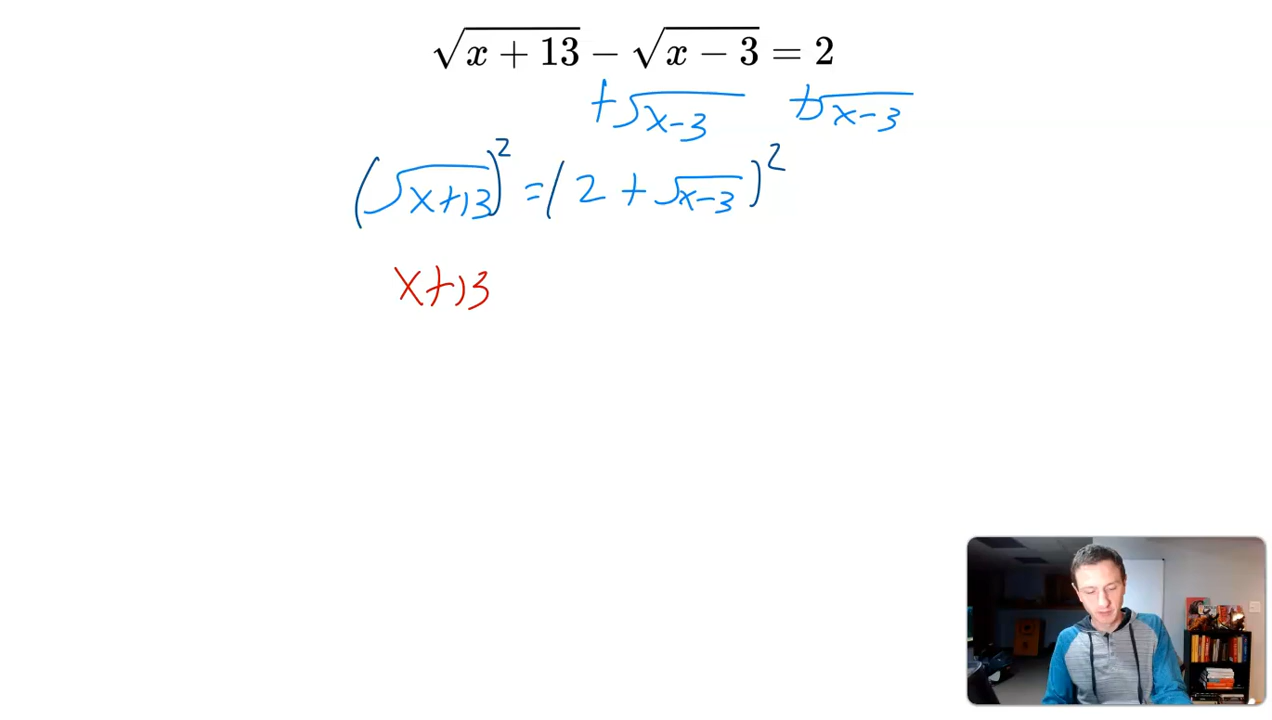 √x+13 − √x−3 = 2
+√x−3 +√x−3
(√x+13)² = (2 + √x−3)²
x+13